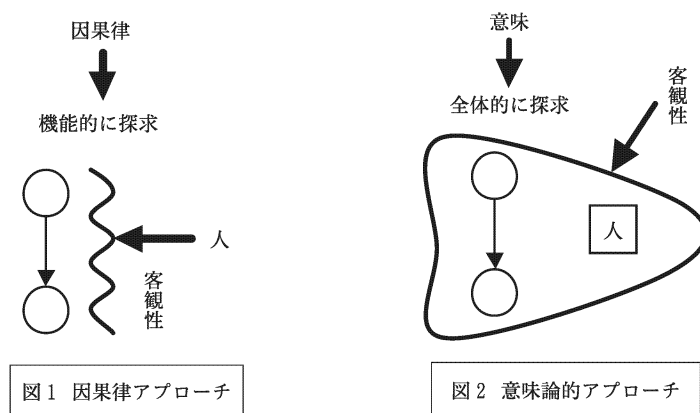 因果律
機能的に探求
人
客観性
図1 因果律アプローチ
意味
全体的に探求
客観性
人
図2 意味論的アプローチ